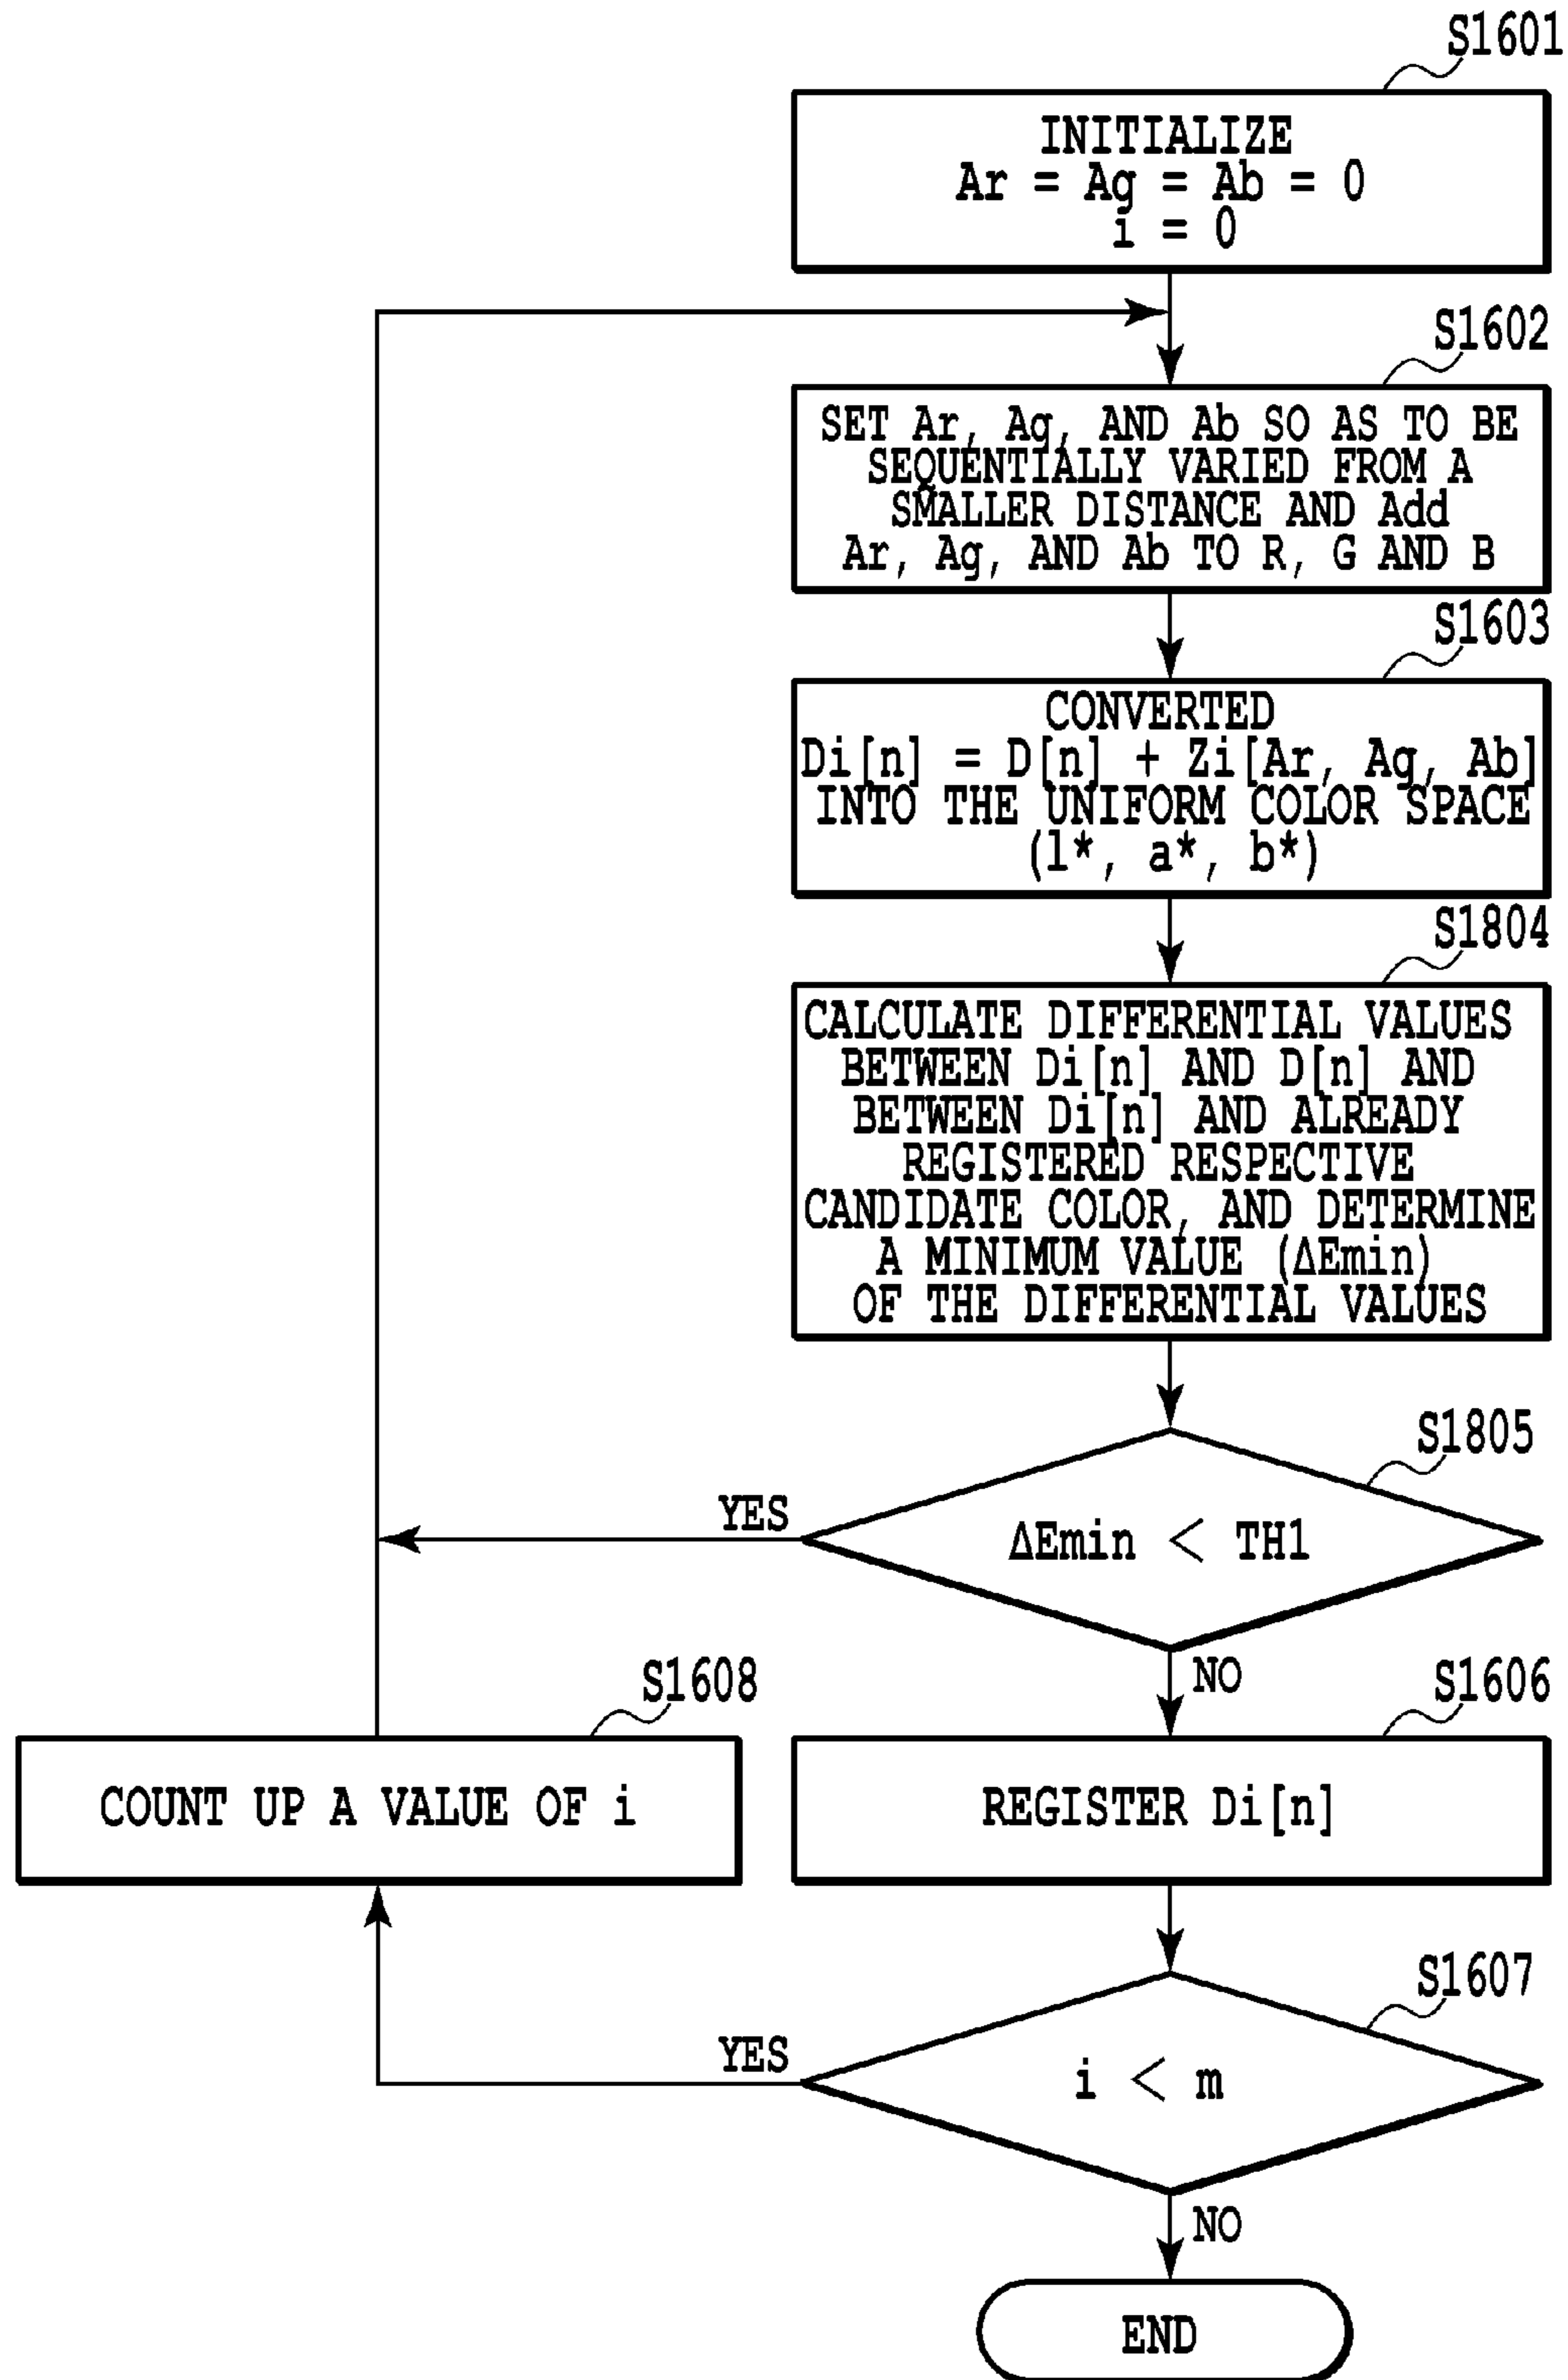 S1601
INITIALIZE
Ar = Ag = Ab = 0
i = 0
S1602
SET Ar, Ag, AND Ab SO AS TO BE
SEQUENTIALLY VARIED FROM A
SMALLER DISTANCE AND Add
Ar, Ag, AND Ab TO R, G AND B
S1603
CONVERTED
Di[n] = D[n] + Zi[Ar, Ag, Ab]
INTO THE UNIFORM COLOR SPACE
(l*, a*, b*)
S1804
CALCULATE DIFFERENTIAL VALUES
BETWEEN Di[n] AND D[n] AND
BETWEEN Di[n] AND ALREADY
REGISTERED RESPECTIVE
CANDIDATE COLOR, AND DETERMINE
A MINIMUM VALUE (ΔEmin)
OF THE DIFFERENTIAL VALUES
S1805
YES
ΔEmin < TH1
NO
S1608
COUNT UP A VALUE OF i
S1606
REGISTER Di[n]
S1607
YES
i < m
NO
END